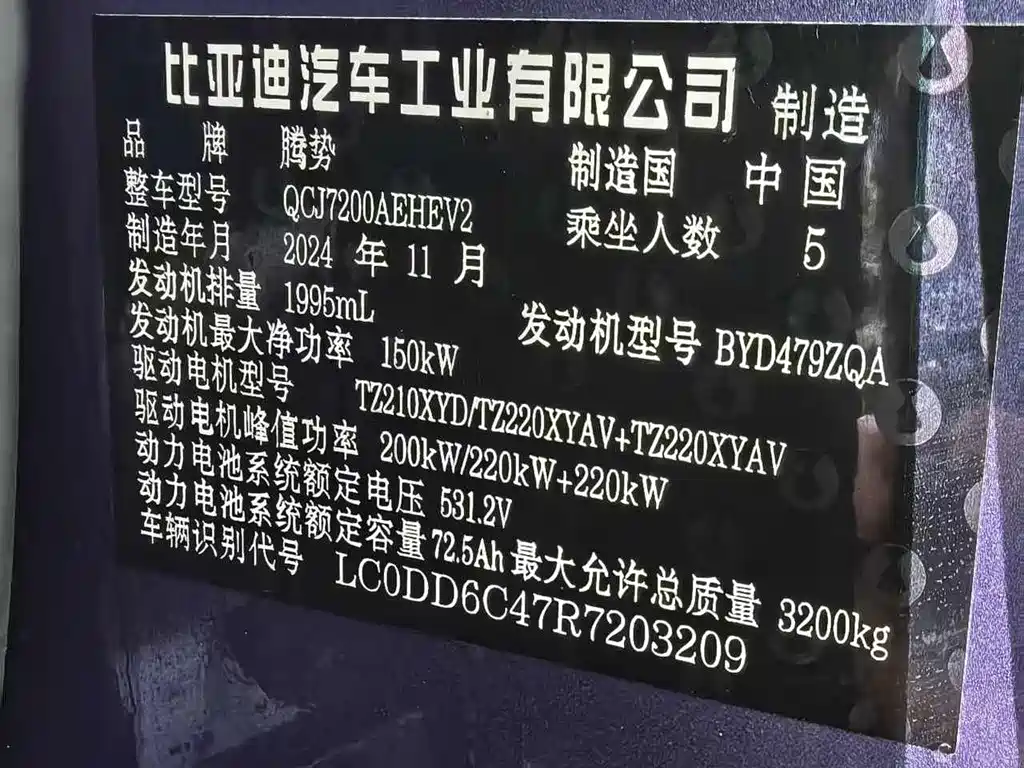 比亚迪汽车工业有限公司 制造
品 牌 腾势 制造国 中国
整车型号 QCJ7200AEHEV2 乘坐人数 5
制造年月 2024 年 11 月
发动机排量 1995mL 发动机型号 BYD479ZQA
发动机最大净功率 150kW
驱动电机型号 TZ210XYD/TZ220XYAV+TZ220XYAV
驱动电机峰值功率 200kW/220kW+220kW
动力电池系统额定电压 531.2V
动力电池系统额定容量 72.5Ah 最大允许总质量 3200kg
车辆识别代号 LC0DD6C47R7203209